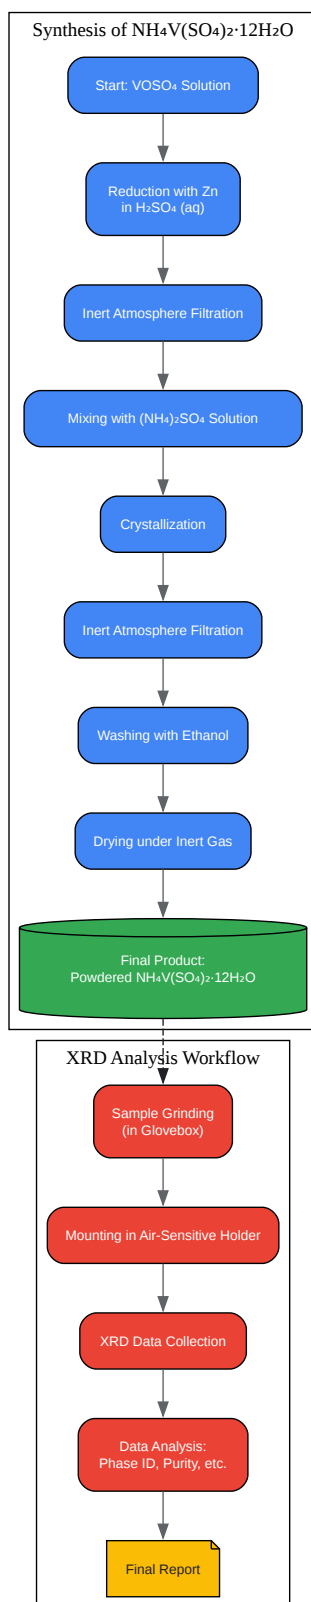 Synthesis of NH₄V(SO₄)₂·12H₂O
Start: VOSO₄ Solution
Reduction with Zn
in H₂SO₄ (aq)
Inert Atmosphere Filtration
Mixing with (NH₄)₂SO₄ Solution
Crystallization
Inert Atmosphere Filtration
Washing with Ethanol
Drying under Inert Gas
Final Product:
Powdered NH₄V(SO₄)₂·12H₂O
XRD Analysis Workflow
Sample Grinding
(in Glovebox)
Mounting in Air-Sensitive Holder
XRD Data Collection
Data Analysis:
Phase ID, Purity, etc.
Final Report